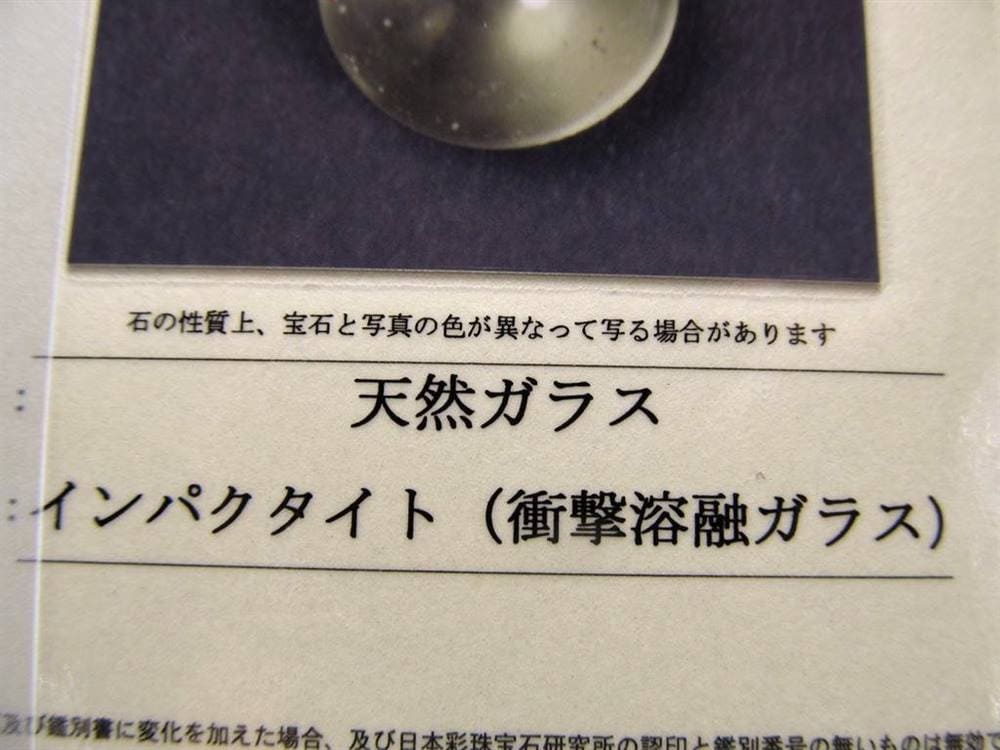 石の性質上、宝石と写真の色が異なって写る場合があります
: 天然ガラス
: インパクタイト（衝撃溶融ガラス）
及び鑑別書に変化を加えた場合、及び日本彩珠宝石研究所の認印と鑑別番号の無いものは無効で